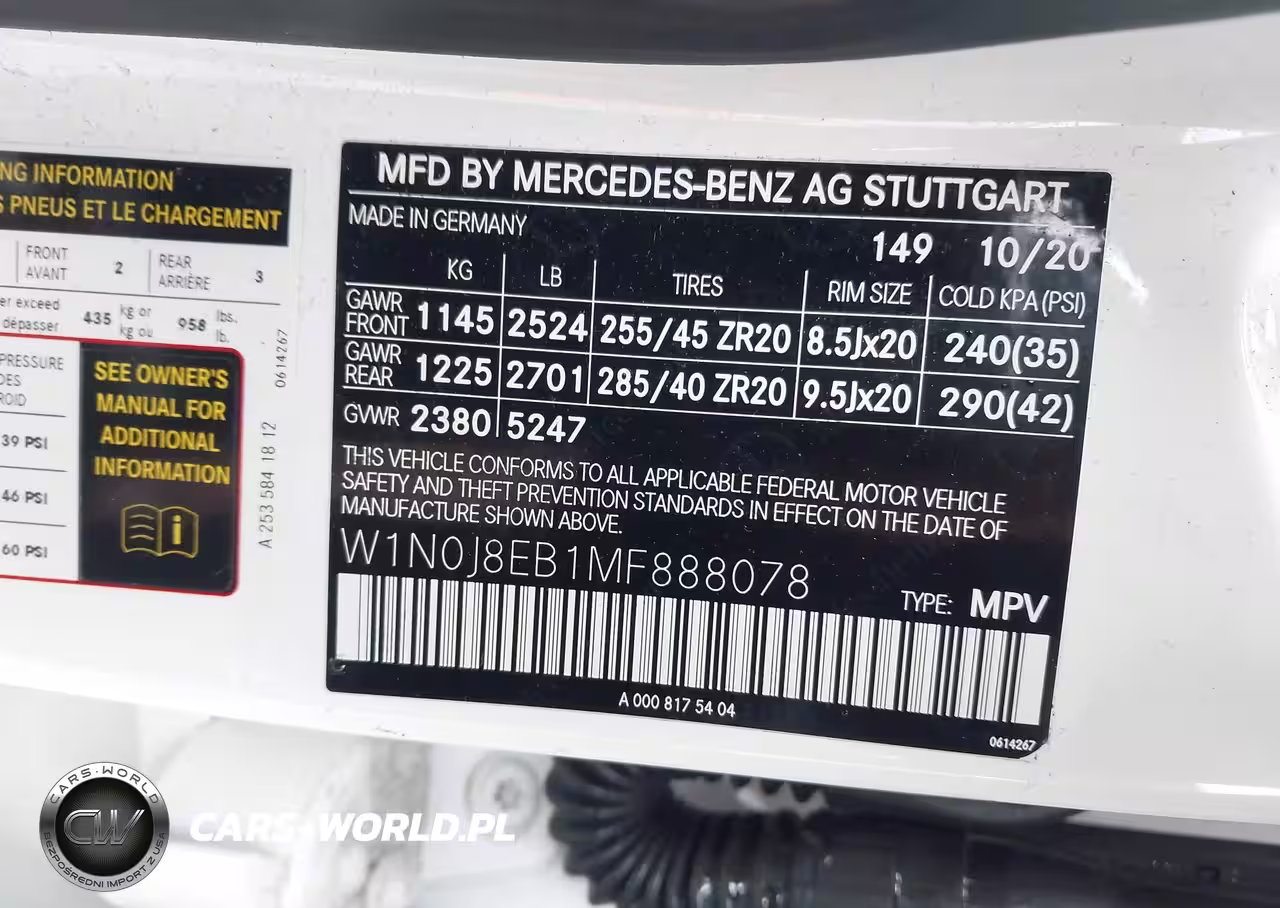 NG INFORMATION
S PNEUS ET LE CHARGEMENT
FRONT
AVANT
2
REAR
ARRIÈRE
3
er exceed
dépasser
435
kg or
kg ou
958
lbs.
lb.
PRESSURE
DES
ROID
39 PSI
46 PSI
60 PSI
SEE OWNER'S
MANUAL FOR
ADDITIONAL
INFORMATION
i
A 253 584 18 12
0614267
MFD BY MERCEDES-BENZ AG STUTTGART
MADE IN GERMANY
149 10/20
KG LB TIRES RIM SIZE COLD KPA (PSI)
GAWR
FRONT 1145 2524 255/45 ZR20 8.5Jx20 240(35)
GAWR
REAR 1225 2701 285/40 ZR20 9.5Jx20 290(42)
GVWR 2380 5247
THIS VEHICLE CONFORMS TO ALL APPLICABLE FEDERAL MOTOR VEHICLE
SAFETY AND THEFT PREVENTION STANDARDS IN EFFECT ON THE DATE OF
MANUFACTURE SHOWN ABOVE.
W1N0J8EB1MF888078
TYPE: MPV
A 000 817 54 04
0614267
CARS-WORLD
CW
BEZPOŚREDNI IMPORT Z USA
CARS-WORLD.PL